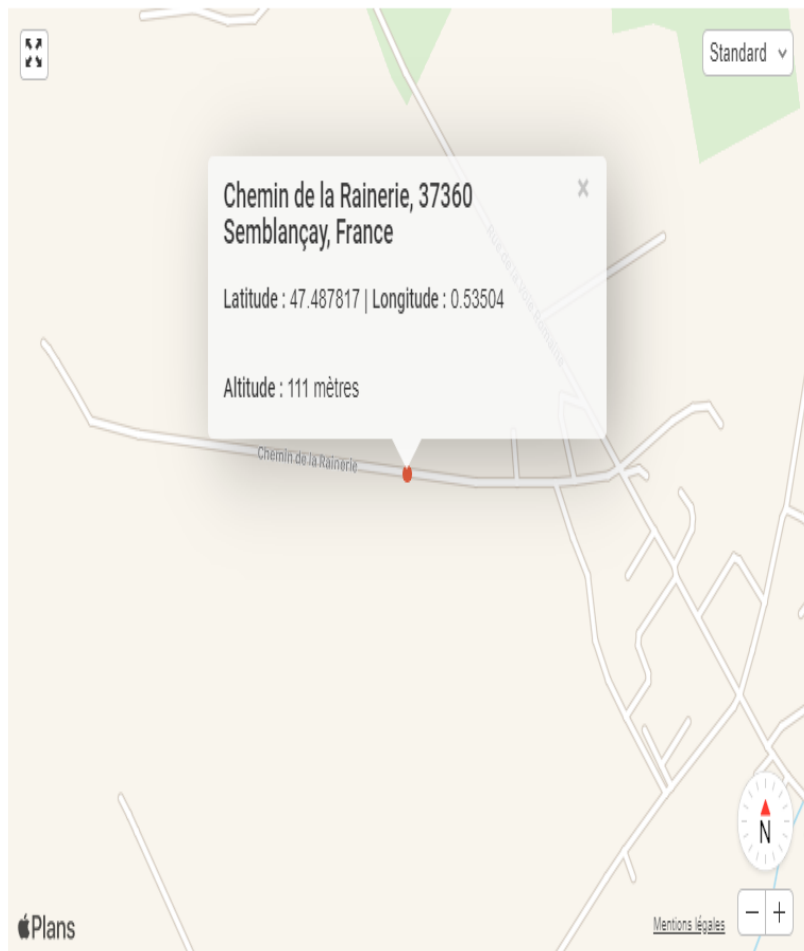 Standard
Chemin de la Rainerie, 37360
Semblançay, France
Latitude : 47.487817 | Longitude : 0.53504
Altitude : 111 mètres
Chemin de la Rainerie
N
Plans
Mentions légales
− +